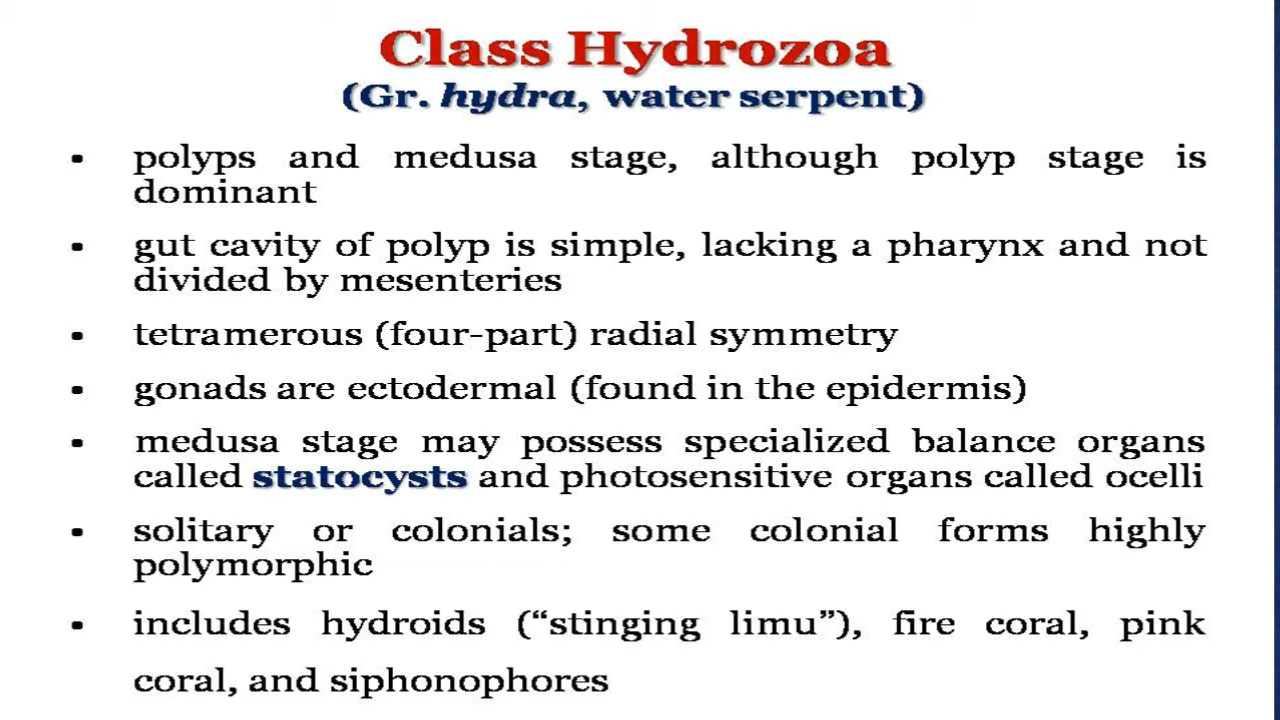 Class Hydrozoa
(Gr. hydra, water serpent)
▪ polyps and medusa stage, although polyp stage is
dominant
▪ gut cavity of polyp is simple, lacking a pharynx and not
divided by mesenteries
▪ tetramerous (four-part) radial symmetry
▪ gonads are ectodermal (found in the epidermis)
▪ medusa stage may possess specialized balance organs
called statocysts and photosensitive organs called ocelli
▪ solitary or colonials; some colonial forms highly
polymorphic
▪ includes hydroids (“stinging limu”), fire coral, pink
coral, and siphonophores